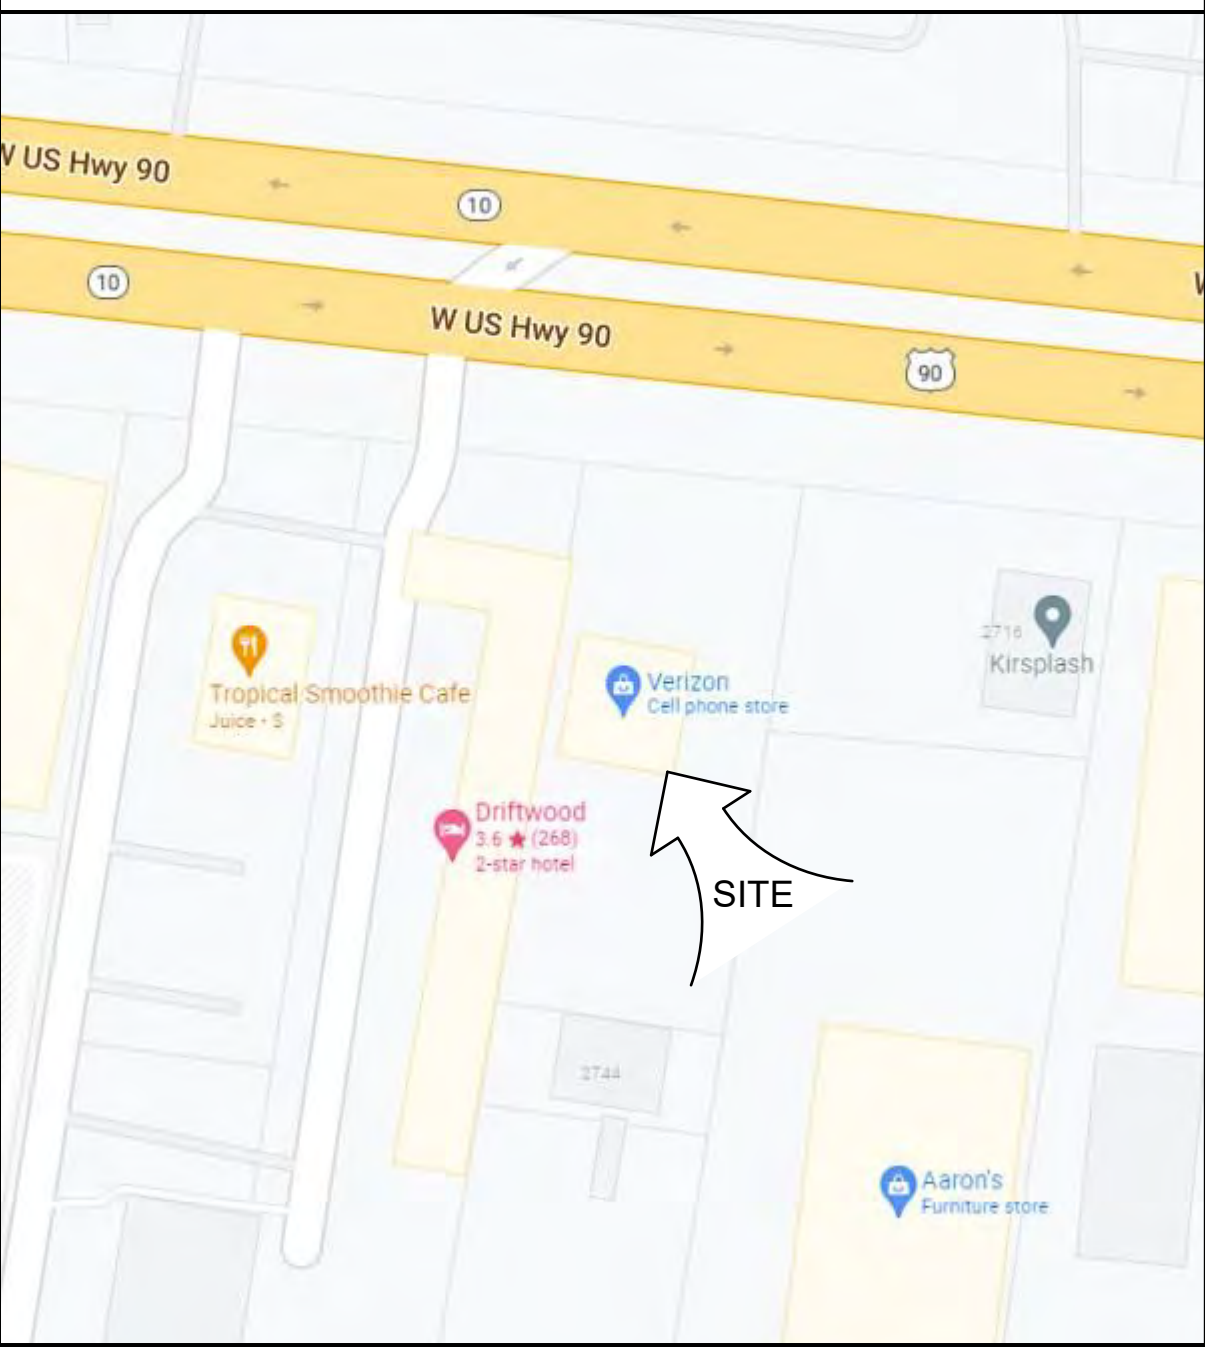 W US Hwy 90
10
10
W US Hwy 90
90
2716
Kirsplash
Verizon
Cell phone store
Tropical Smoothie Cafe
Juice • S
Driftwood
3.6 ★ (268)
2-star hotel
SITE
2744
Aaron's
Furniture store